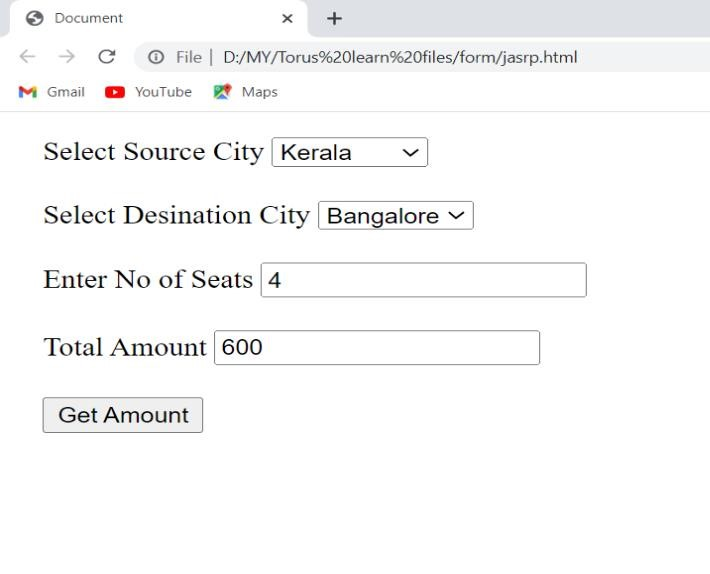 Document
File | D:/MY/Torus%20learn%20files/form/jasrp.html
Gmail YouTube Maps
Select Source City Kerala
Select Desination City Bangalore
Enter No of Seats 4
Total Amount 600
Get Amount